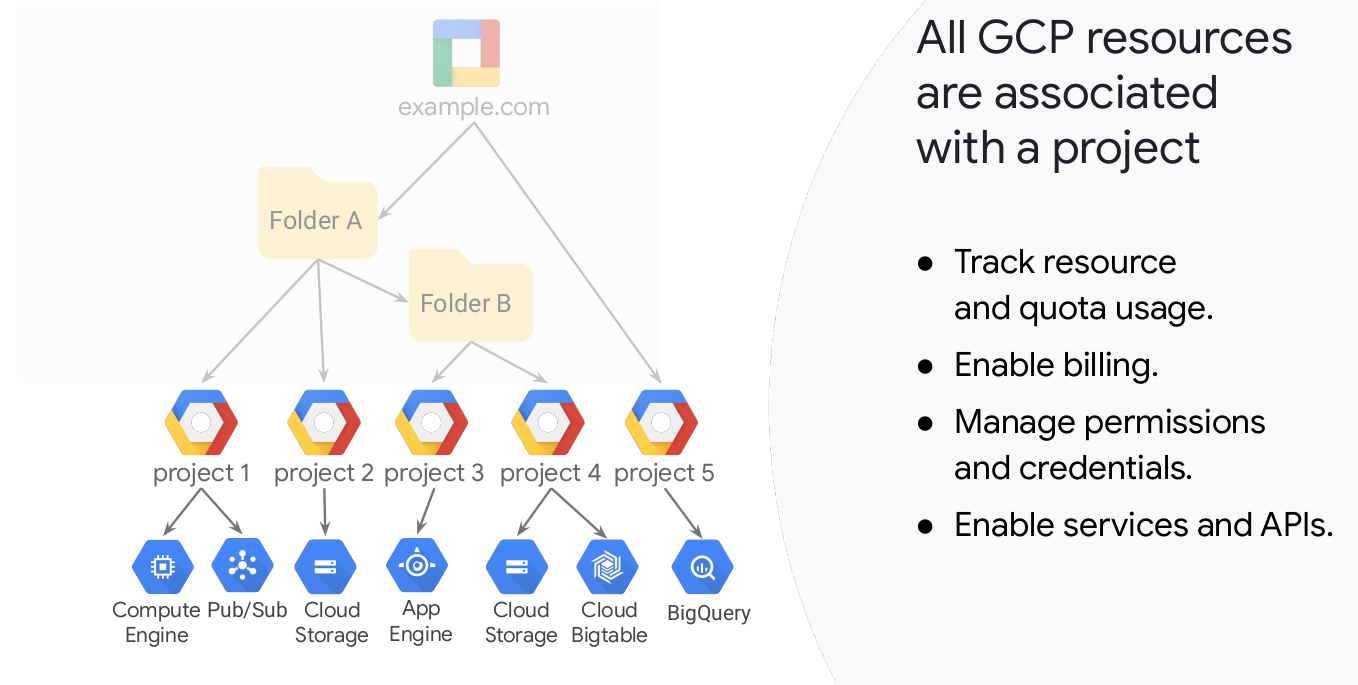 example.com
Folder A
Folder B
project 1
project 2
project 3
project 4
project 5
Compute
Engine
Pub/Sub
Cloud
Storage
App
Engine
Cloud
Storage
Cloud
Bigtable
BigQuery
All GCP resources
are associated
with a project
● Track resource
and quota usage.
● Enable billing.
● Manage permissions
and credentials.
● Enable services and APIs.